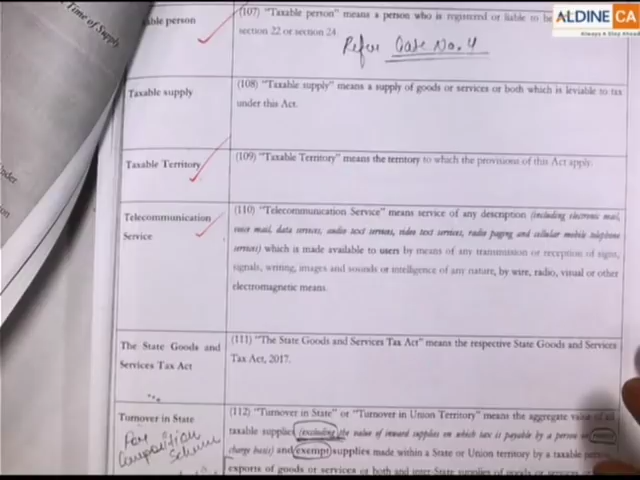 Time of Supply
ALDINE CA
Always A Step Ahead
able person
(107) "Taxable person" means a person who is registered or liable to be
section 22 or section 24.
Refer Case No. 4
Taxable supply
(108) "Taxable supply" means a supply of goods or services or both which is leviable to tax
under this Act.
Taxable Territory
(109) "Taxable Territory" means the territory to which the provisions of this Act apply
Telecommunication
Service
(110) "Telecommunication Service" means service of any description (including electronic mail,
voice mail, data services, audio text services, video text services, radio paging and cellular mobile telephone
services) which is made available to users by means of any transmission or reception of signs,
signals, writing, images and sounds or intelligence of any nature, by wire, radio, visual or other
electromagnetic means.
The State Goods and
Services Tax Act
(111) "The State Goods and Services Tax Act" means the respective State Goods and Services
Tax Act, 2017.
Turnover in State
For
Composition
Scheme
(112) "Turnover in State" or "Turnover in Union Territory" means the aggregate value of all
taxable supplies (excluding the value of inward supplies on which tax is payable by a person on reverse
charge basis) and exempt supplies made within a State or Union territory by a taxable person,
exports of goods or services or both and inter-State supplies of goods or services